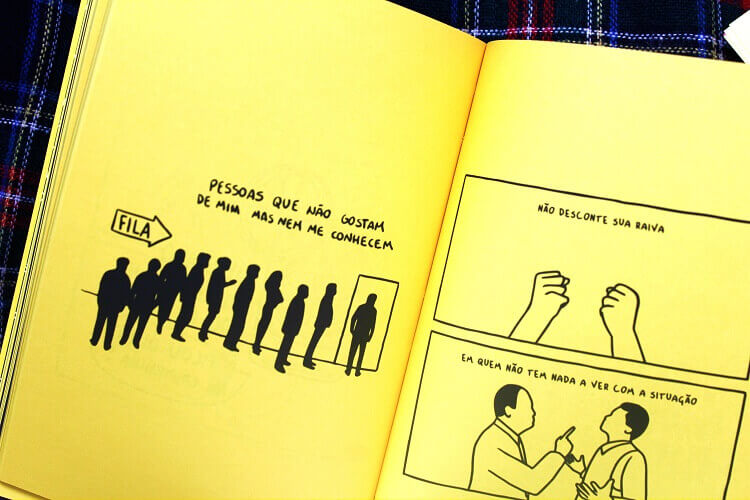 PESSOAS QUE NÃO GOSTAM
DE MIM MAS NEM ME CONHECEM
FILA
NÃO DESCONTE SUA RAIVA
EM QUEM NÃO TEM NADA A VER COM A SITUAÇÃO